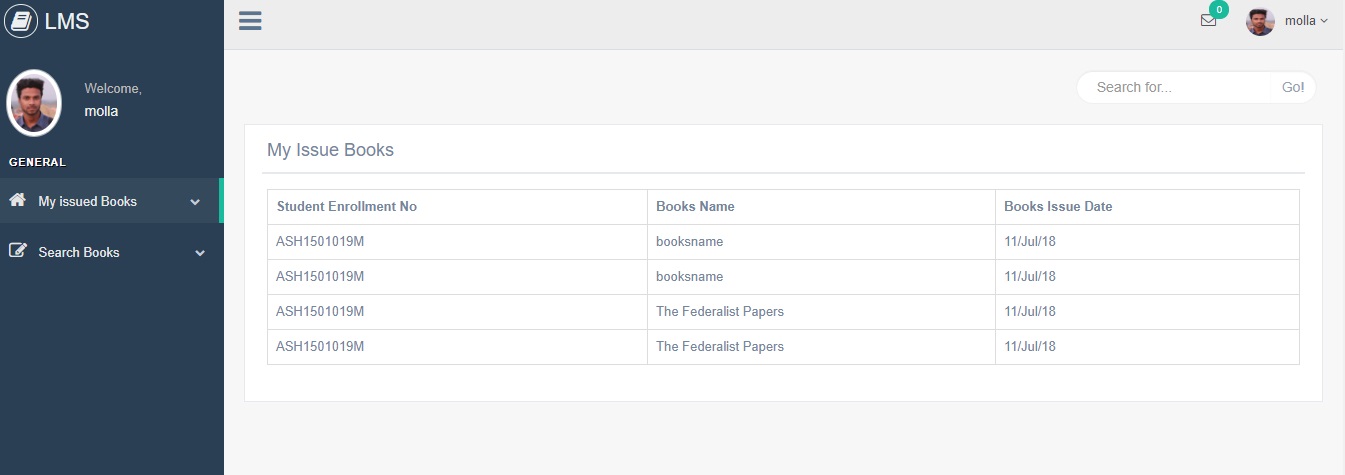 LMS
0
molla
Welcome,
molla
Search for...
Go!
GENERAL
My issued Books
Search Books
My Issue Books
Student Enrollment No Books Name Books Issue Date
ASH1501019M booksname 11/Jul/18
ASH1501019M booksname 11/Jul/18
ASH1501019M The Federalist Papers 11/Jul/18
ASH1501019M The Federalist Papers 11/Jul/18